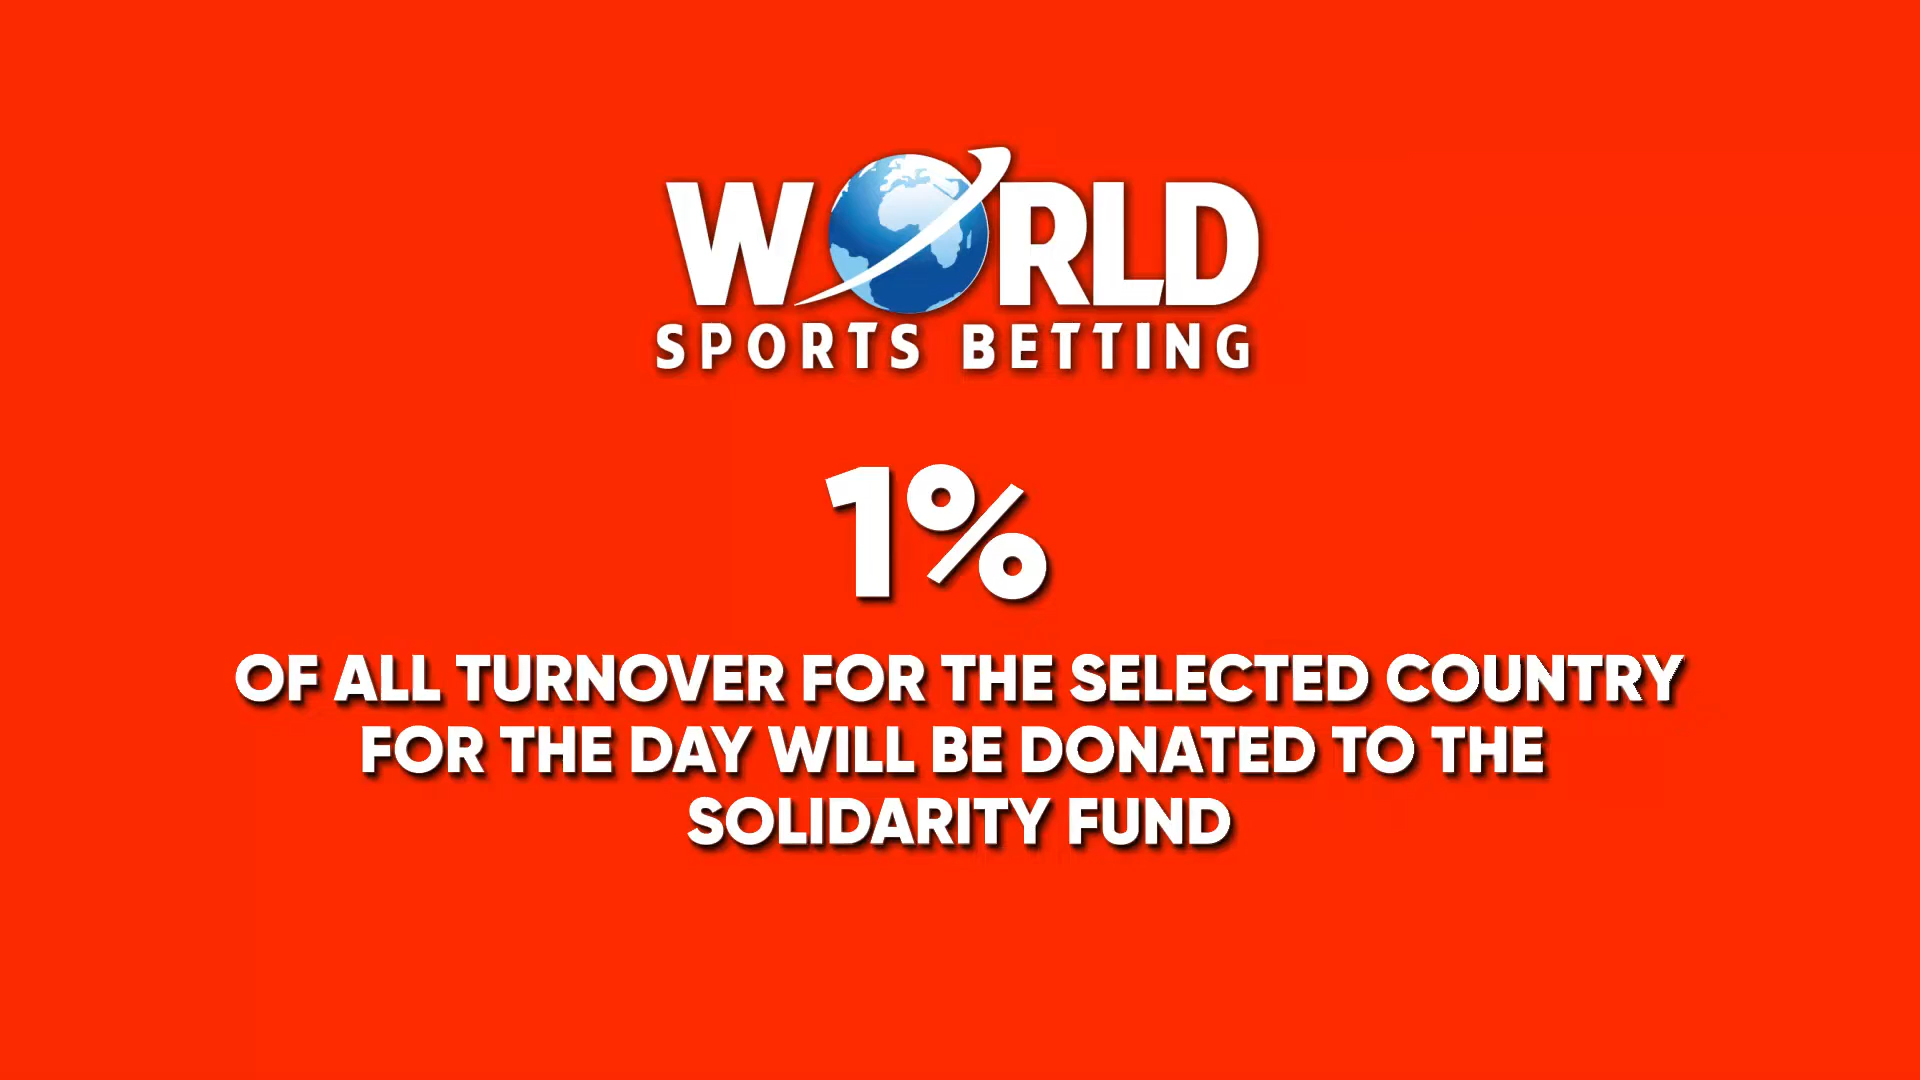 WORLD
SPORTS BETTING
1%
OF ALL TURNOVER FOR THE SELECTED COUNTRY
FOR THE DAY WILL BE DONATED TO THE
SOLIDARITY FUND